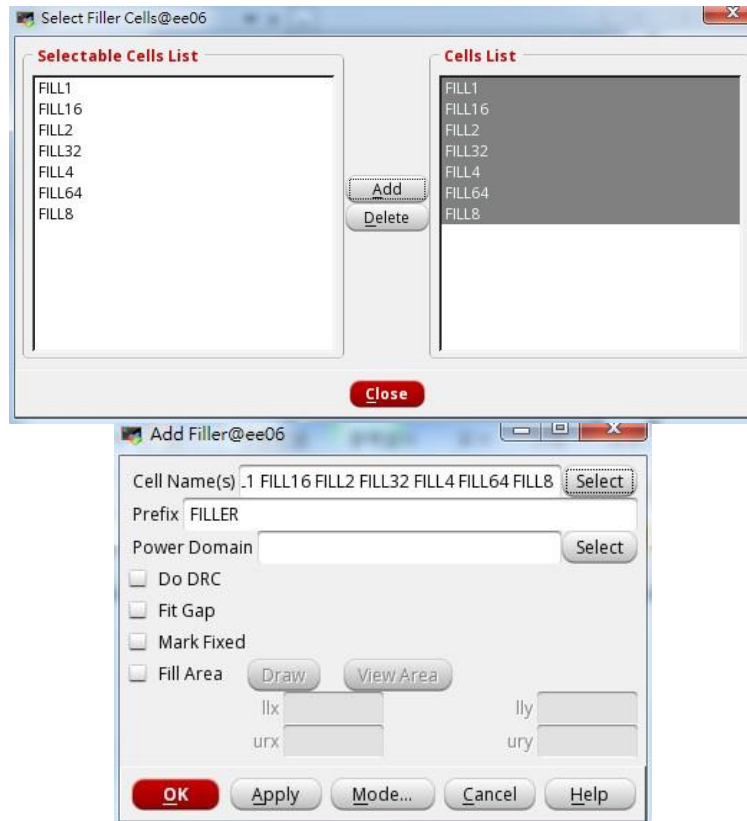 Select Filler Cells@ee06
Selectable Cells List
FILL1
FILL16
FILL2
FILL32
FILL4
FILL64
FILL8
Add
Delete
Cells List
FILL1
FILL16
FILL2
FILL32
FILL4
FILL64
FILL8
Close
Add Filler@ee06
Cell Name(s) .1 FILL16 FILL2 FILL32 FILL4 FILL64 FILL8 Select
Prefix FILLER
Power Domain Select
Do DRC
Fit Gap
Mark Fixed
Fill Area Draw View Area
llx lly
urx ury
OK Apply Mode... Cancel Help